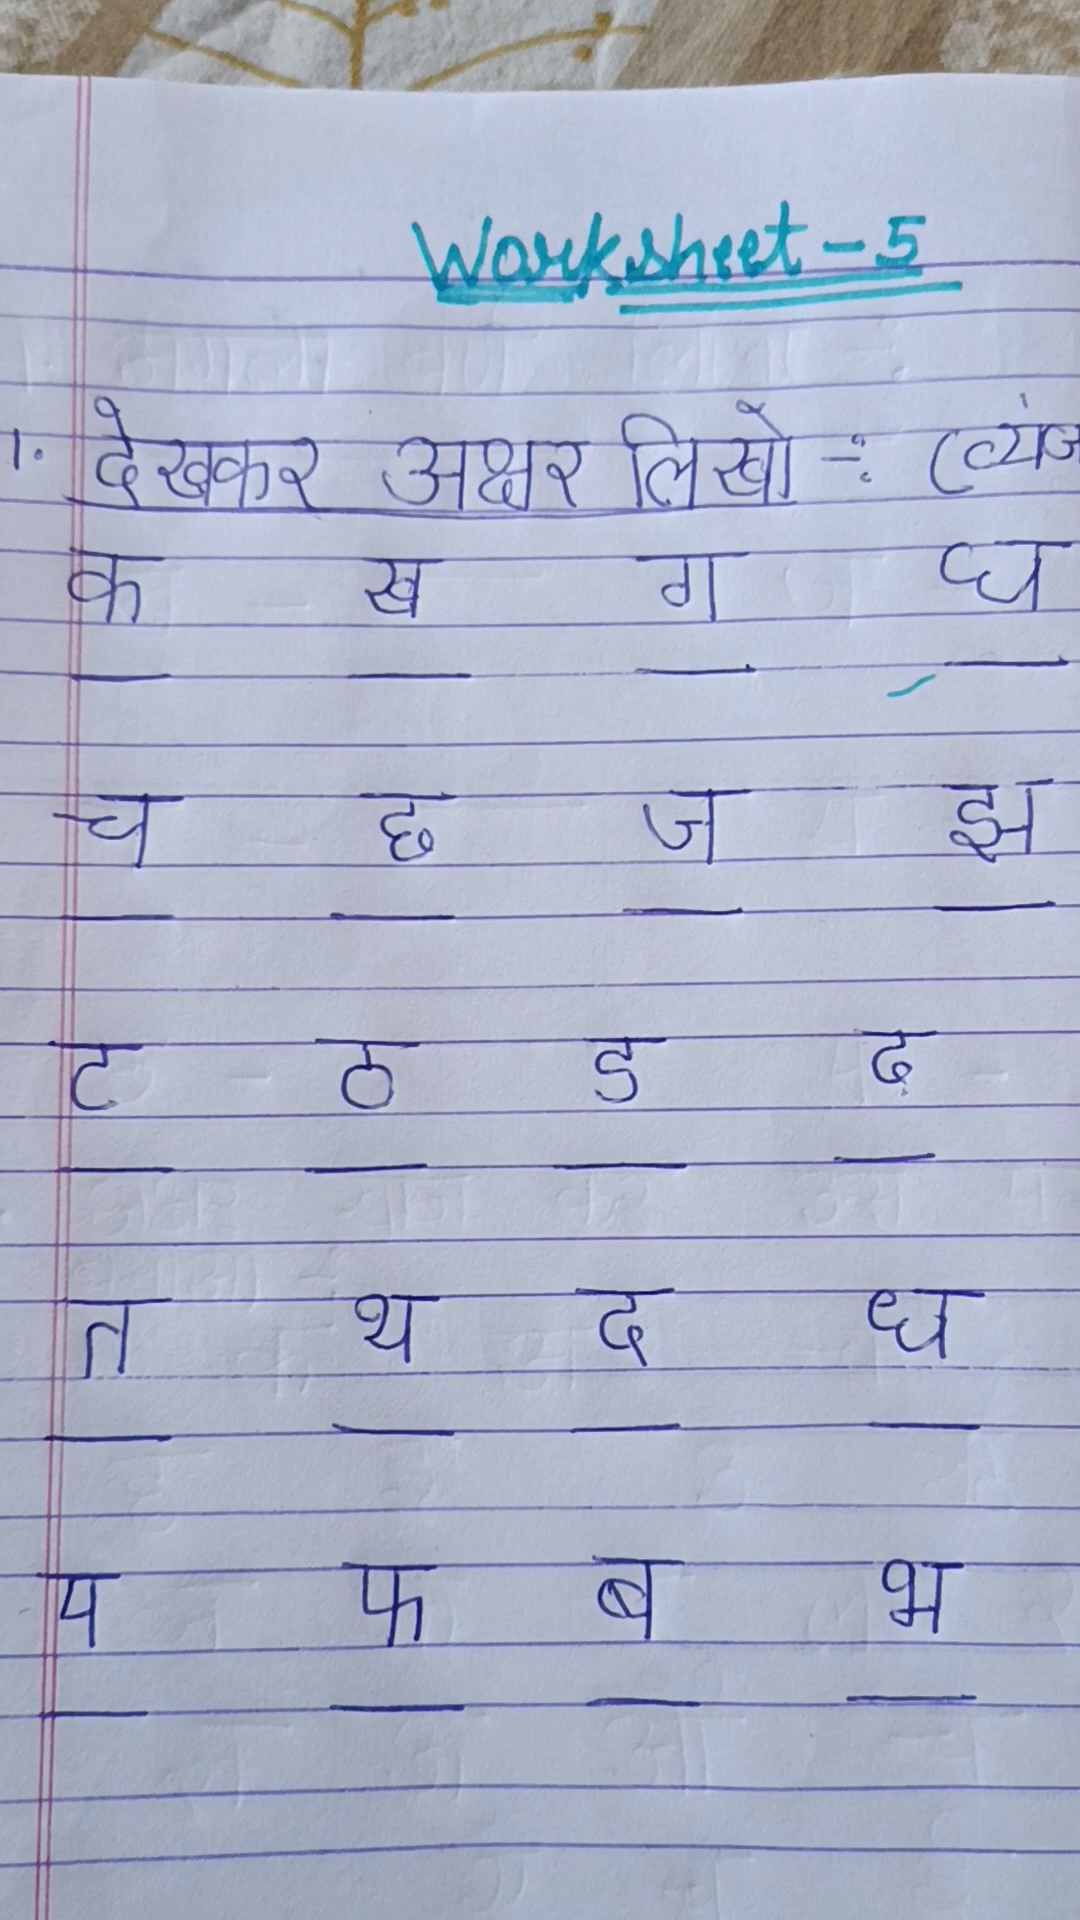 Worksheet - 5
1. देखकर अक्षर लिखो -: (व्यंज
क ख ग घ
च छ ज झ
ट ठ ड ढ
त थ द ध
प फ ब भ